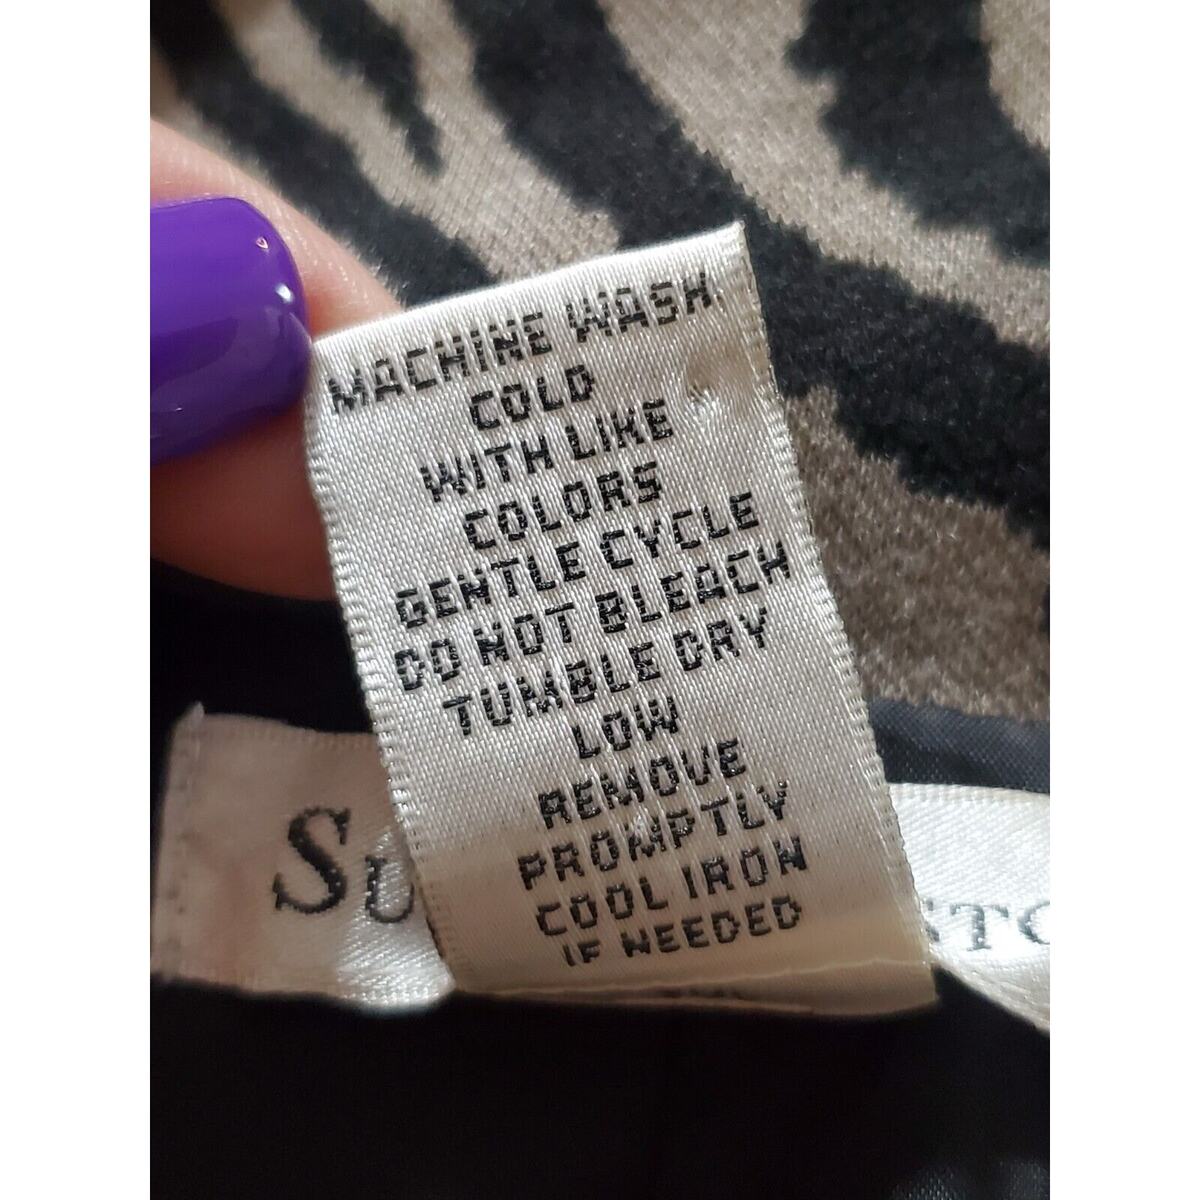 MACHINE WASH
COLD
WITH LIKE
COLORS
GENTLE CYCLE
DO NOT BLEACH
TUMBLE DRY
LOW
REMOVE
PROMPTLY
COOL IRON
IF NEEDED